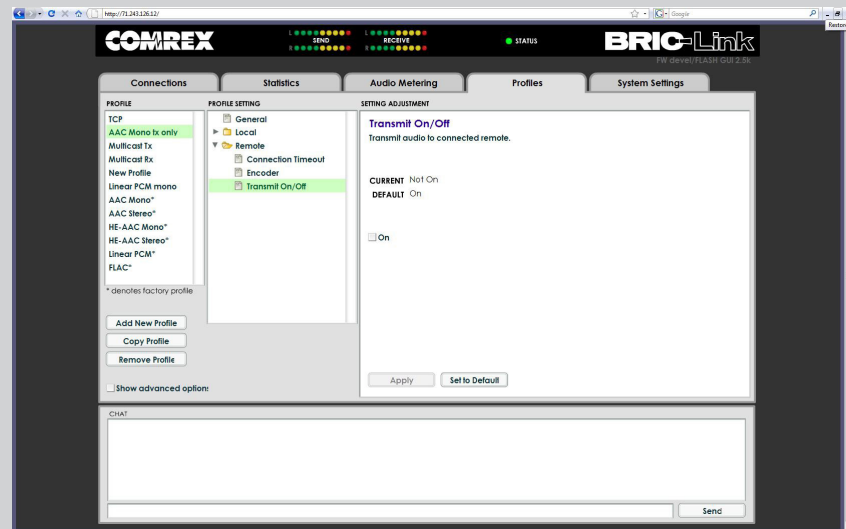 http://71.243.126.12/
Google
Restore
COMREX
L SEND R
L RECEIVE R
STATUS
BRIC-Link
FW devel/FLASH GUI 2.5k
Connections
Statistics
Audio Metering
Profiles
System Settings
PROFILE
PROFILE SETTING
SETTING ADJUSTMENT
TCP
AAC Mono tx only
Multicast Tx
Multicast Rx
New Profile
Linear PCM mono
AAC Mono*
AAC Stereo*
HE-AAC Mono*
HE-AAC Stereo*
Linear PCM*
FLAC*
* denotes factory profile
General
Local
Remote
Connection Timeout
Encoder
Transmit On/Off
Transmit On/Off
Transmit audio to connected remote.
CURRENT Not On
DEFAULT On
On
Add New Profile
Copy Profile
Remove Profile
Show advanced options
Apply
Set to Default
CHAT
Send